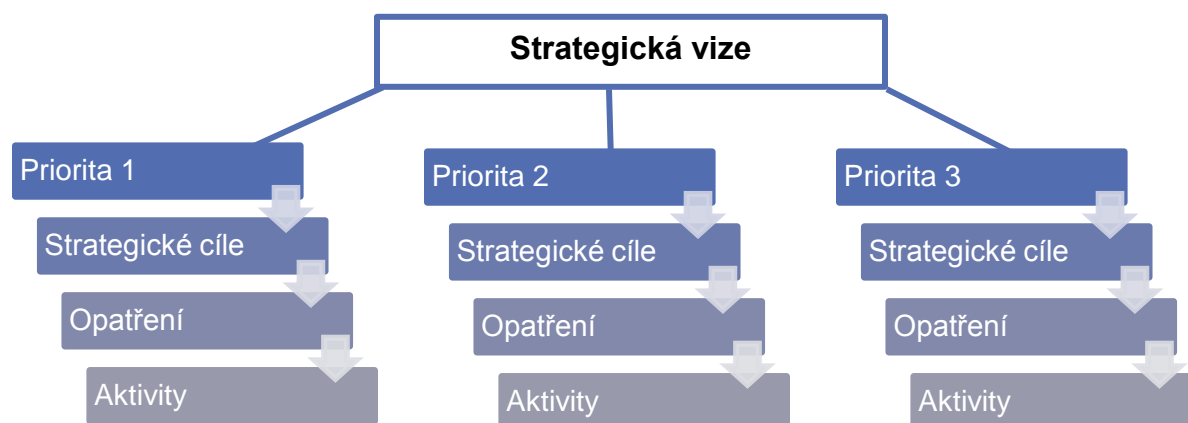 Strategická vize
Priorita 1
Strategické cíle
Opatření
Aktivity
Priorita 2
Strategické cíle
Opatření
Aktivity
Priorita 3
Strategické cíle
Opatření
Aktivity